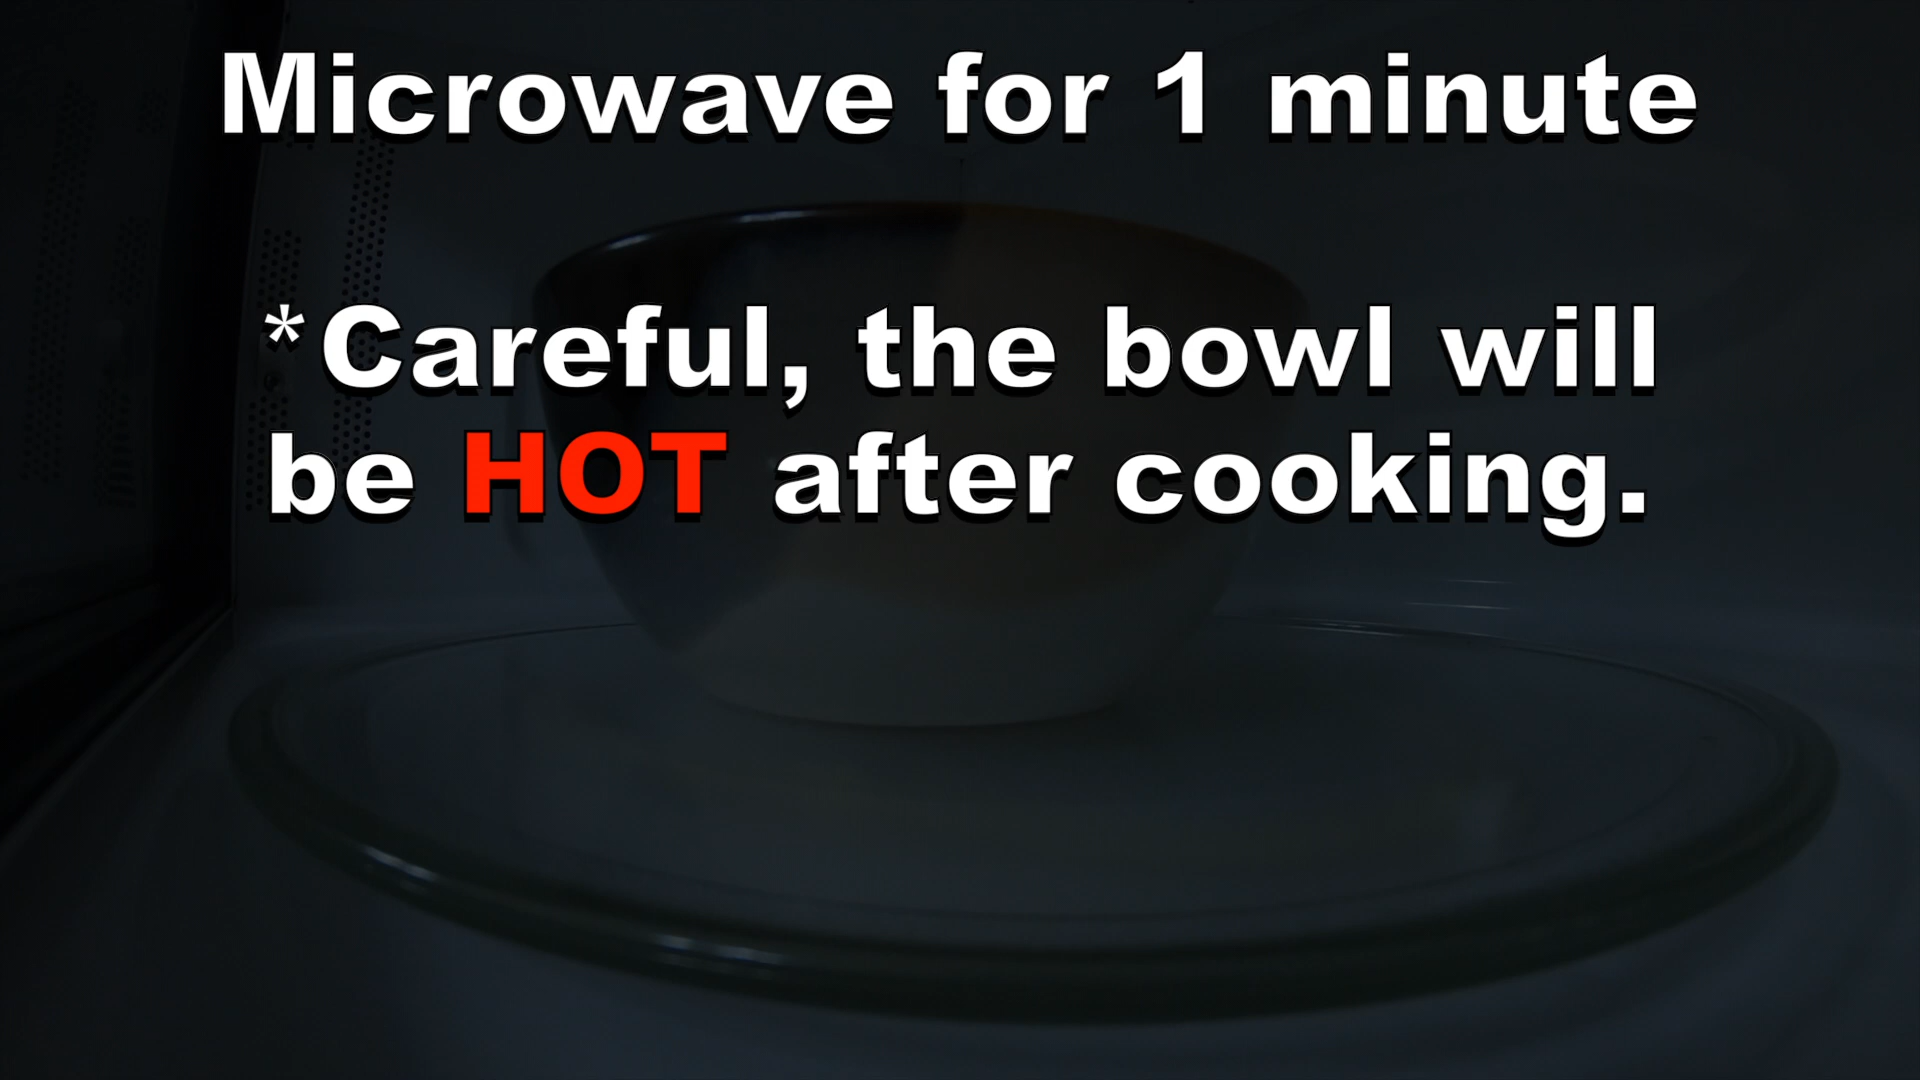 Microwave for 1 minute
*Careful, the bowl will
be HOT after cooking.